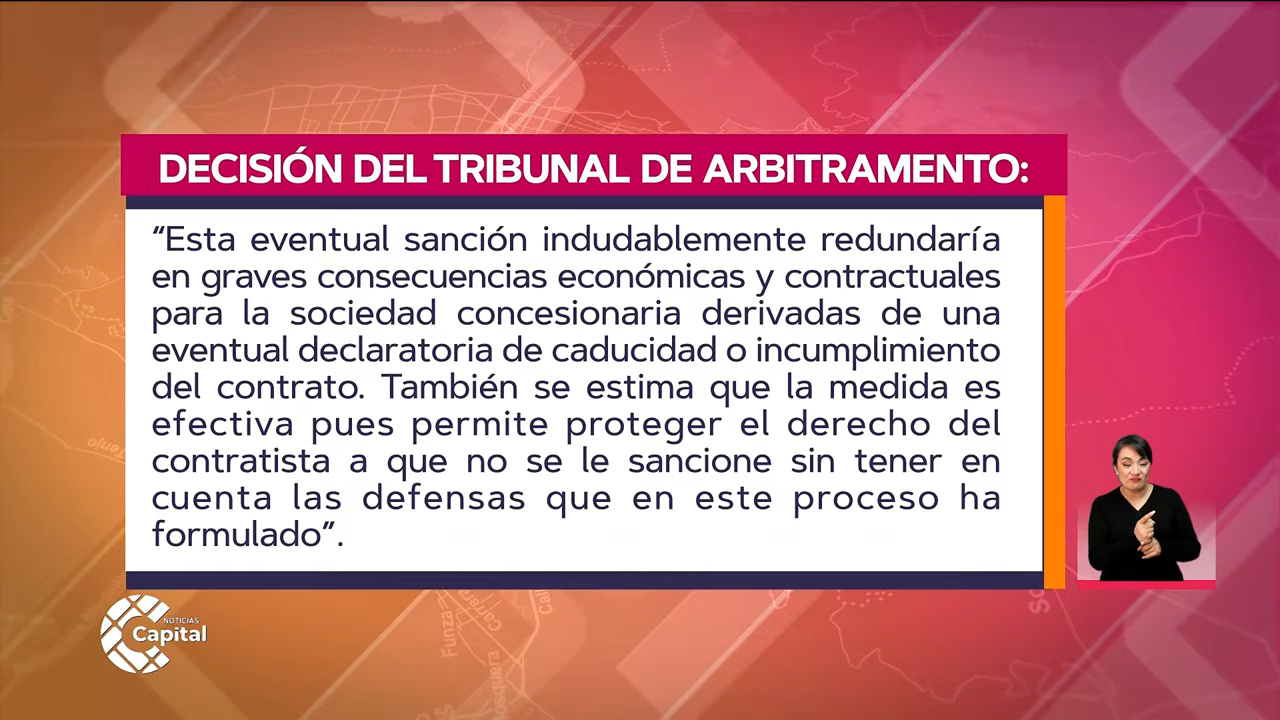 DECISIÓN DEL TRIBUNAL DE ARBITRAMENTO:
“Esta eventual sanción indudablemente redundaría
en graves consecuencias económicas y contractuales
para la sociedad concesionaria derivadas de una
eventual declaratoria de caducidad o incumplimiento
del contrato. También se estima que la medida es
efectiva pues permite proteger el derecho del
contratista a que no se le sancione sin tener en
cuenta las defensas que en este proceso ha
formulado”.
NOTICIAS
Capital
Tenjo
Funza
Carrera